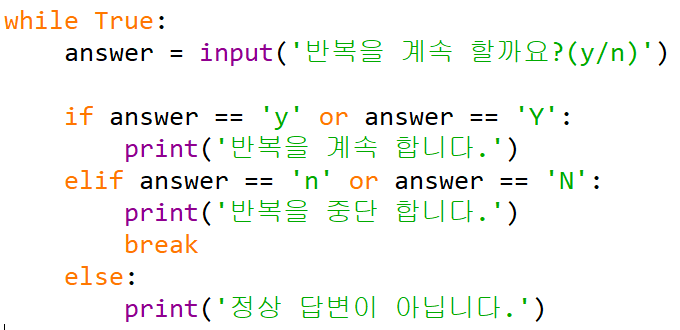 while True:
    answer = input('반복을 계속 할까요?(y/n)')
    if answer == 'y' or answer == 'Y':
        print('반복을 계속 합니다.')
    elif answer == 'n' or answer == 'N':
        print('반복을 중단 합니다.')
        break
    else:
        print('정상 답변이 아닙니다.')